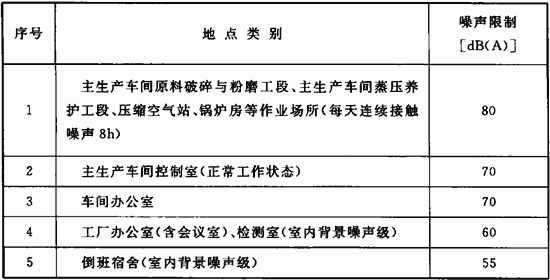 序号 地点类别 噪声限制
[dB(A)]
1 主生产车间原料破碎与粉磨工段、主生产车间蒸压养
护工段、压缩空气站、锅炉房等作业场所(每天连续接触
噪声8h) 80
2 主生产车间控制室(正常工作状态) 70
3 车间办公室 70
4 工厂办公室(含会议室)、检测室(室内背景噪声级) 60
5 倒班宿舍(室内背景噪声级) 55